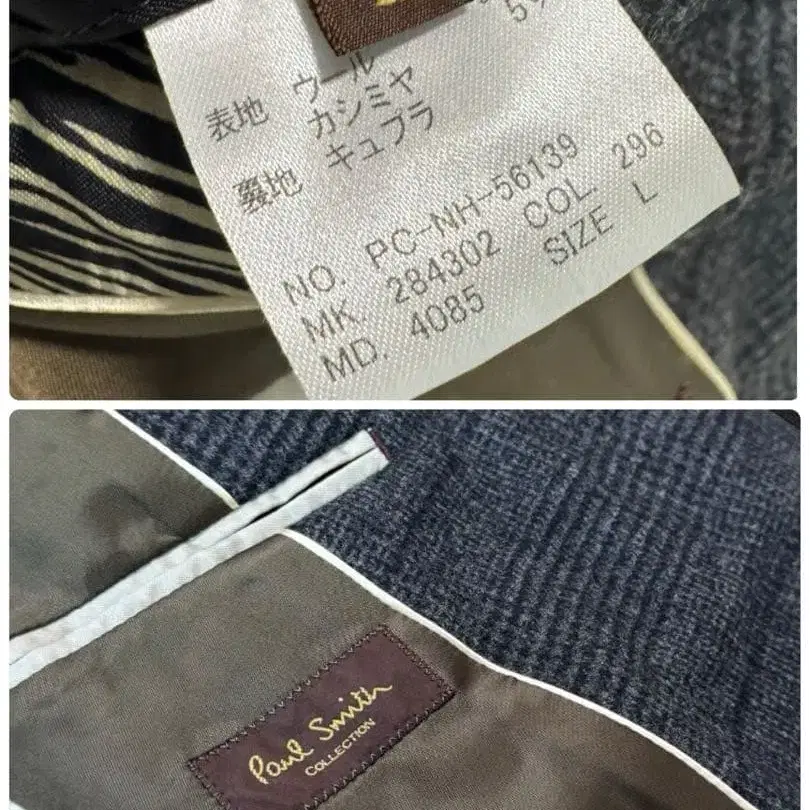 表地 ウール
カシミヤ
裏地 キュプラ
NO. PC-NH-56139
MK. 284302 COL. 296
MD. 4085 SIZE L
Paul Smith
COLLECTION